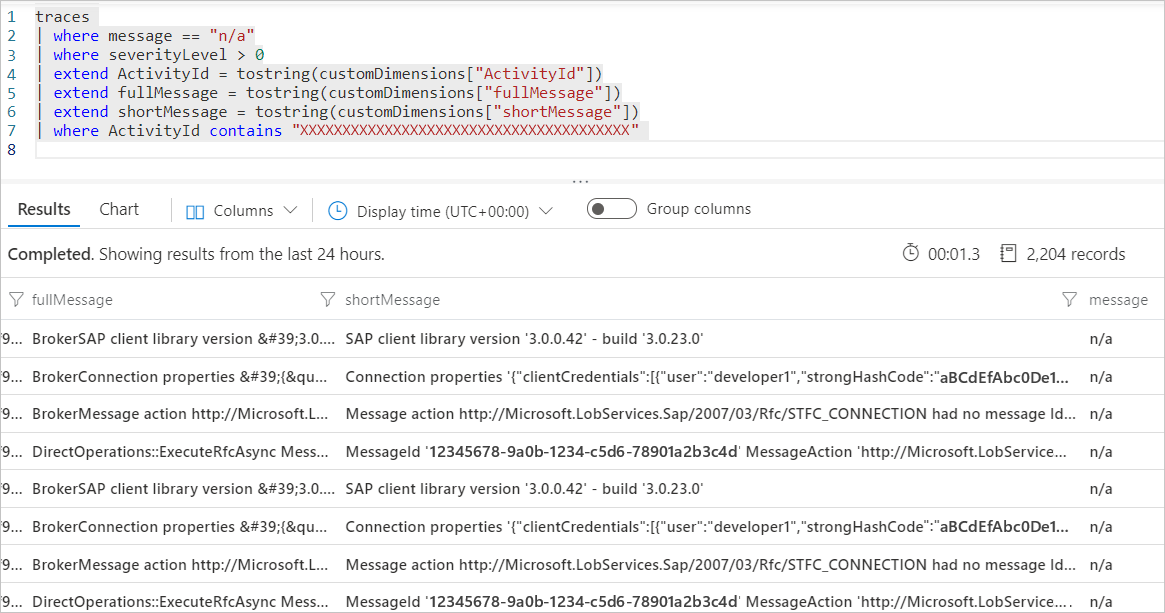 1 traces
2 | where message == "n/a"
3 | where severityLevel > 0
4 | extend ActivityId = tostring(customDimensions["ActivityId"])
5 | extend fullMessage = tostring(customDimensions["fullMessage"])
6 | extend shortMessage = tostring(customDimensions["shortMessage"])
7 | where ActivityId contains "XXXXXXXXXXXXXXXXXXXXXXXXXXXXXXXXXXXXXXX"
8
...
Results Chart Columns Display time (UTC+00:00) Group columns
Completed. Showing results from the last 24 hours. 00:01.3 2,204 records
fullMessage shortMessage message
'9... BrokerSAP client library version &#39;3.0.... SAP client library version '3.0.0.42' - build '3.0.23.0' n/a
'9... BrokerConnection properties &#39;{&qu... Connection properties '{"clientCredentials":[{"user":"developer1","strongHashCode":"aBCdEfAbc0De1... n/a
'9... BrokerMessage action http://Microsoft.L... Message action http://Microsoft.LobServices.Sap/2007/03/Rfc/STFC_CONNECTION had no message Id... n/a
'9... DirectOperations::ExecuteRfcAsync Mess... MessageId '12345678-9a0b-1234-c5d6-78901a2b3c4d' MessageAction 'http://Microsoft.LobService... n/a
'9... BrokerSAP client library version &#39;3.0.... SAP client library version '3.0.0.42' - build '3.0.23.0' n/a
'9... BrokerConnection properties &#39;{&qu... Connection properties '{"clientCredentials":[{"user":"developer1","strongHashCode":"aBCdEfAbc0De1... n/a
'9... BrokerMessage action http://Microsoft.L... Message action http://Microsoft.LobServices.Sap/2007/03/Rfc/STFC_CONNECTION had no message Id... n/a
'9... DirectOperations::ExecuteRfcAsync Mess... MessageId '12345678-9a0b-1234-c5d6-78901a2b3c4d' MessageAction 'http://Microsoft.LobService... n/a